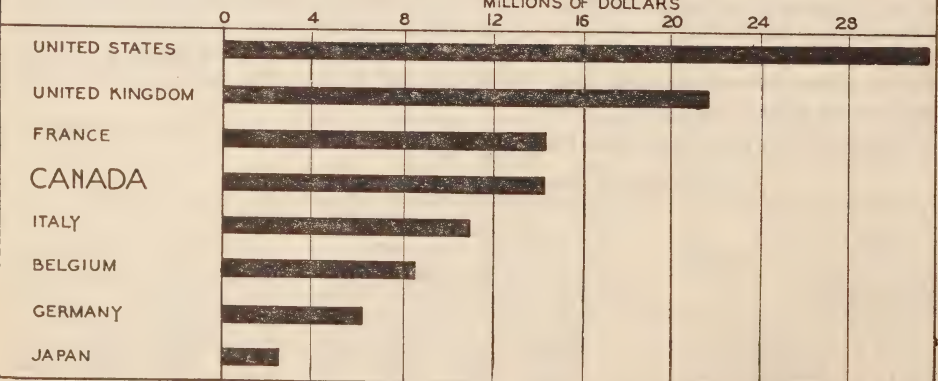 MILLIONS OF DOLLARS
0 4 8 12 16 20 24 28
UNITED STATES
UNITED KINGDOM
FRANCE
CANADA
ITALY
BELGIUM
GERMANY
JAPAN